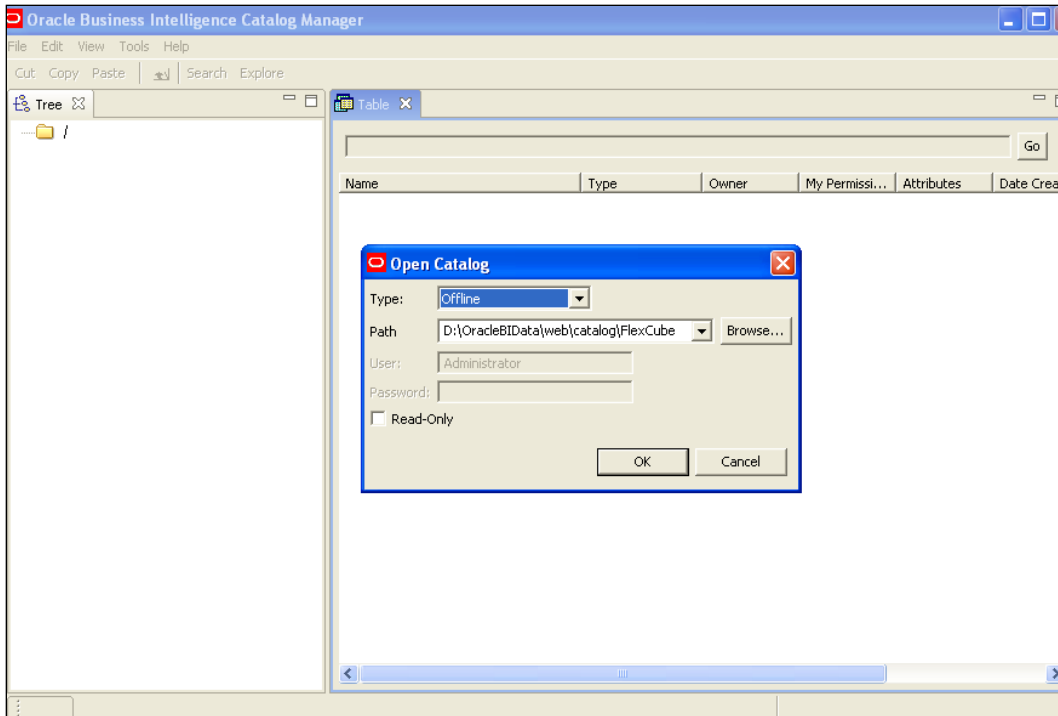 Oracle Business Intelligence Catalog Manager
File Edit View Tools Help
Cut Copy Paste Search Explore
Tree
Table
/
Go
Name Type Owner My Permissi... Attributes Date Crea
Open Catalog
Type: Offline
Path D:\OracleBIData\web\catalog\FlexCube Browse...
User: Administrator
Password:
Read-Only
OK Cancel